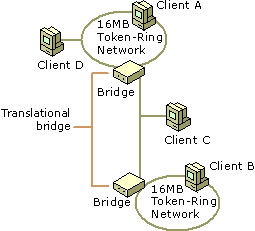 Client A
16MB
Token-Ring
Network
Client D
Bridge
Translational
bridge
Client C
Client B
Bridge
16MB
Token-Ring
Network